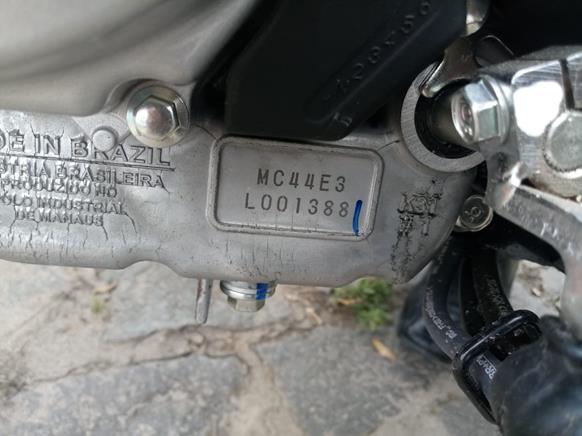 DE IN BRAZIL
STRIA BRASILEIRA
PRODUZIDO NO
OLO INDUSTRIAL
DE MANAUS
MC44E3
L001388